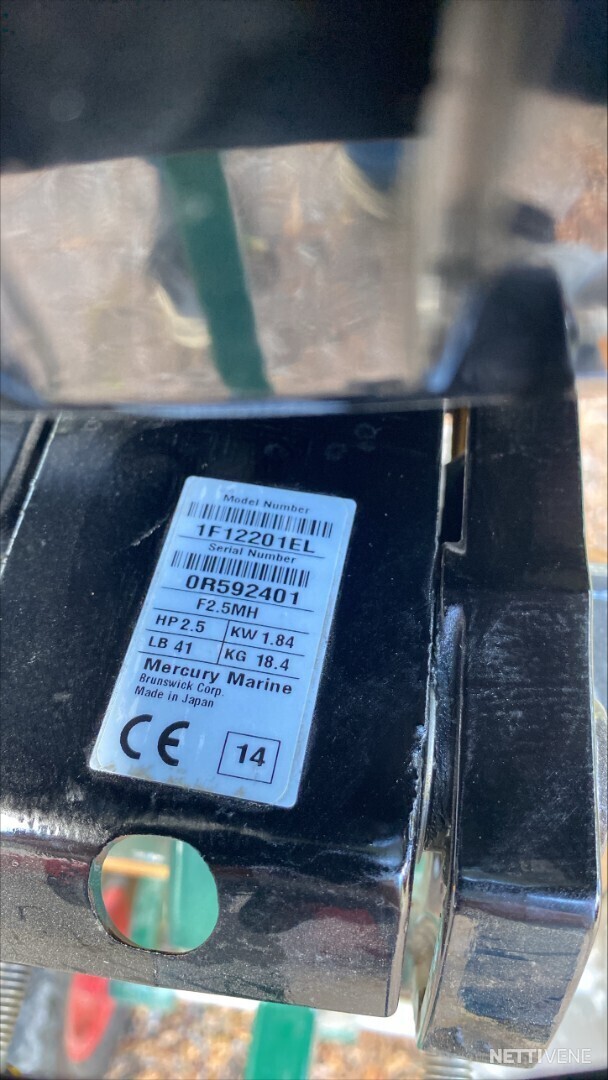 Model Number
1F12201EL
Serial Number
0R592401
F2.5MH
HP 2.5 KW 1.84
LB 41 KG 18.4
Mercury Marine
Brunswick Corp.
Made in Japan
CE 14
NETTIVENE